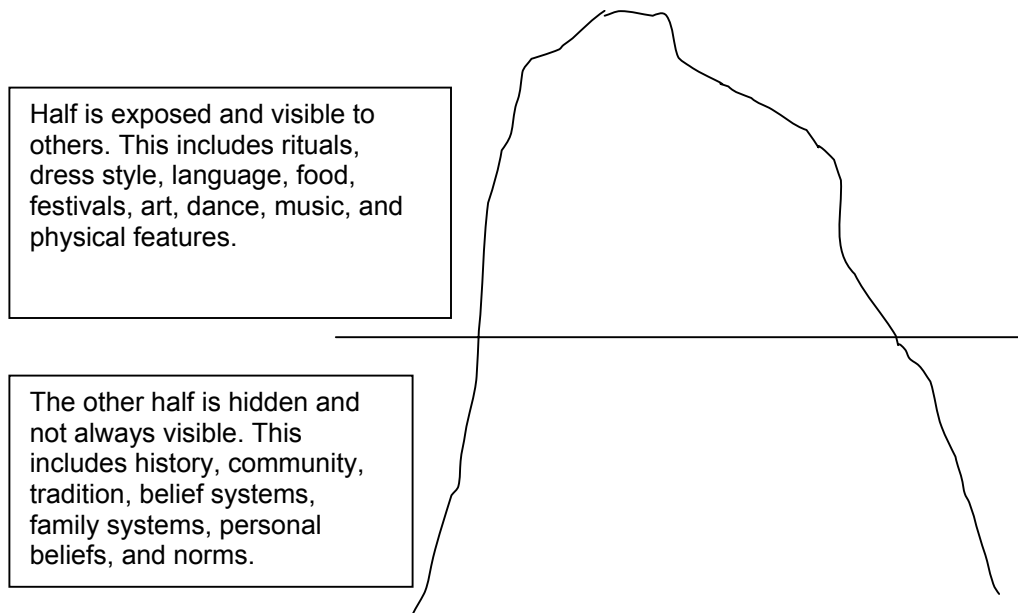 Half is exposed and visible to
others. This includes rituals,
dress style, language, food,
festivals, art, dance, music, and
physical features.
The other half is hidden and
not always visible. This
includes history, community,
tradition, belief systems,
family systems, personal
beliefs, and norms.